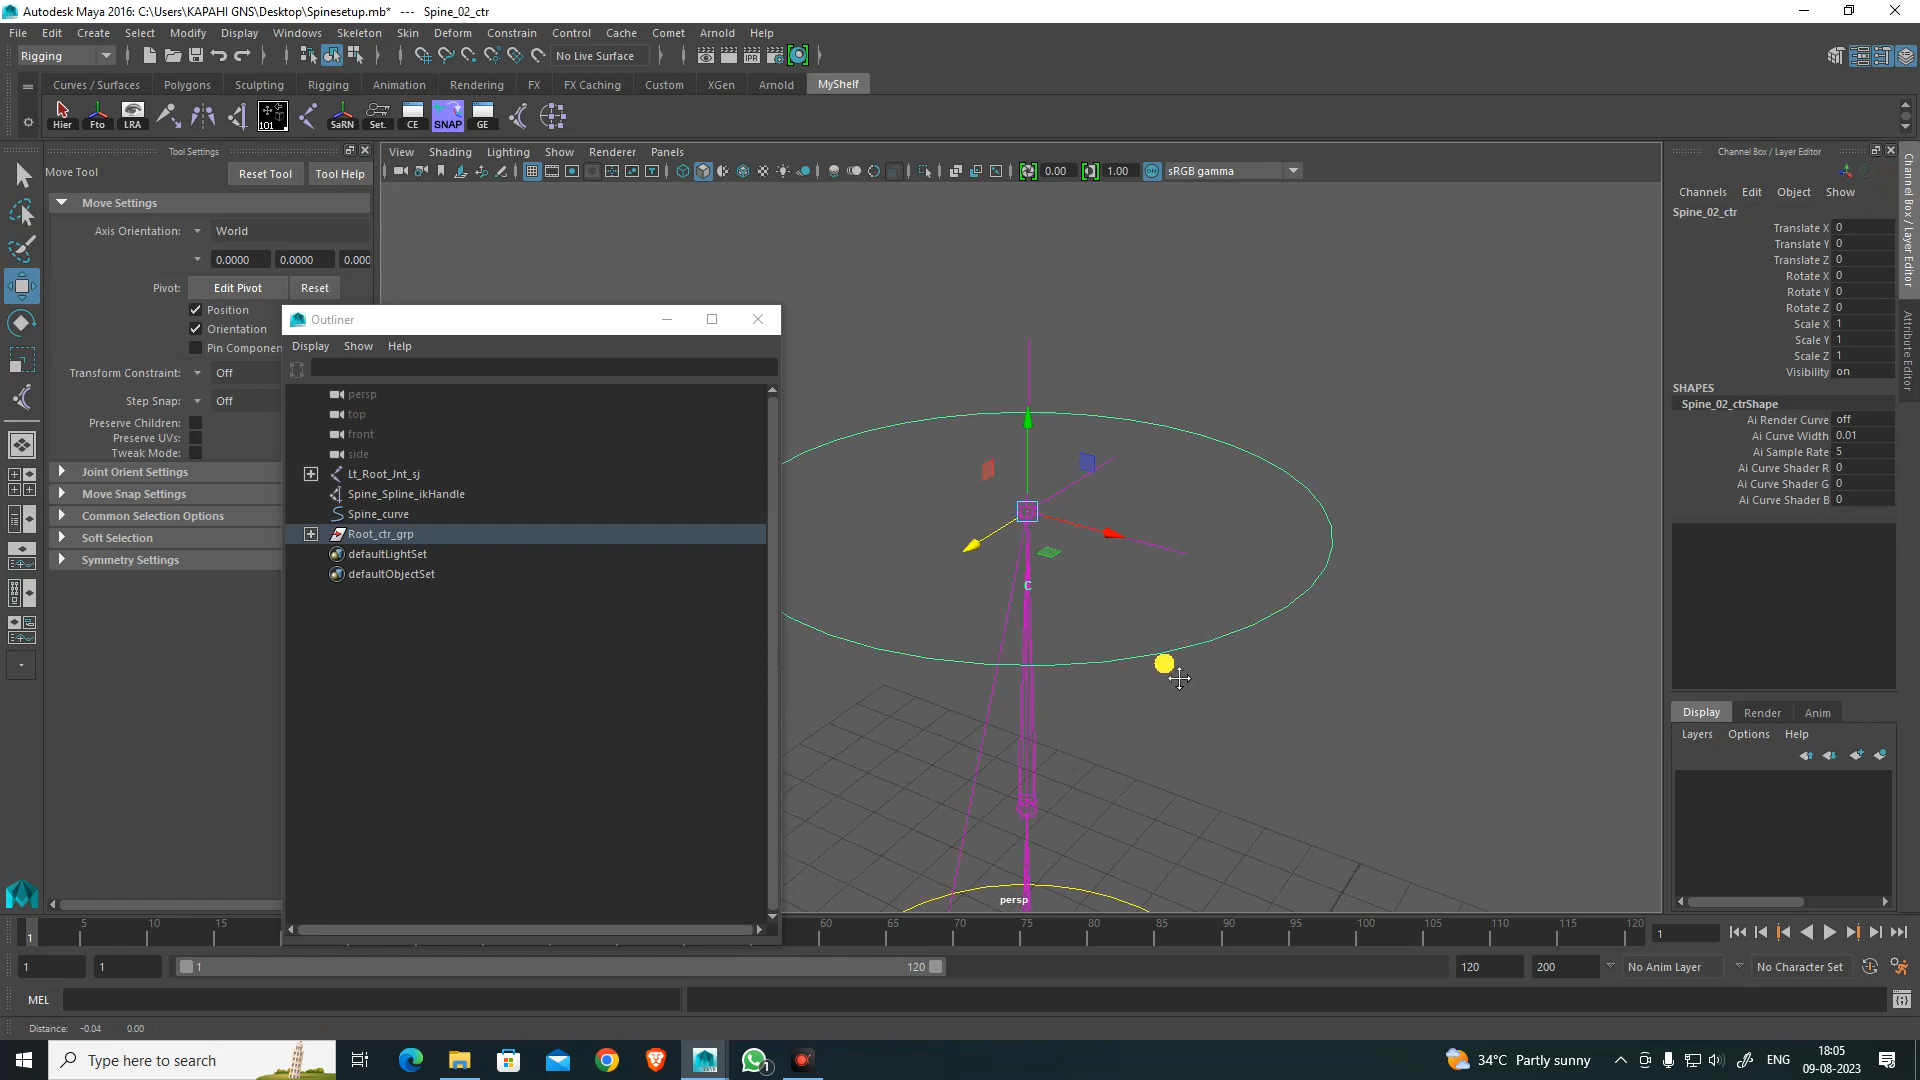 Autodesk Maya 2016: C:\Users\KAPAHI GNS\Desktop\Spinesetup.mb*   ---   Spine_02_ctr
File Edit Create Select Modify Display Windows Skeleton Skin Deform Constrain Control Cache Comet Arnold Help
Rigging No Live Surface
Curves / Surfaces Polygons Sculpting Rigging Animation Rendering FX FX Caching Custom XGen Arnold MyShelf
Hier Fto LRA 101 SaRN Set. CE SNAP GE
Tool Settings
Move Tool Reset Tool Tool Help
Move Settings
Axis Orientation: World
0.0000 0.0000 0.000
Pivot: Edit Pivot Reset
Position
Orientation
Pin Componen
Transform Constraint: Off
Step Snap: Off
Preserve Children:
Preserve UVs:
Tweak Mode:
Joint Orient Settings
Move Snap Settings
Common Selection Options
Soft Selection
Symmetry Settings
Outliner
Display Show Help
persp
top
front
side
Lt_Root_Jnt_sj
Spine_Spline_ikHandle
Spine_curve
Root_ctr_grp
defaultLightSet
defaultObjectSet
View Shading Lighting Show Renderer Panels
IPR
0.00 1.00 ON sRGB gamma
C
persp
Channel Box / Layer Editor
Channels Edit Object Show
Spine_02_ctr
Translate X 0
Translate Y 0
Translate Z 0
Rotate X 0
Rotate Y 0
Rotate Z 0
Scale X 1
Scale Y 1
Scale Z 1
Visibility on
SHAPES
Spine_02_ctrShape
Ai Render Curve off
Ai Curve Width 0.01
Ai Sample Rate 5
Ai Curve Shader R 0
Ai Curve Shader G 0
Ai Curve Shader B 0
Display Render Anim
Layers Options Help
Channel Box / Layer Editor
Attribute Editor
1 5 10 15 60 65 70 75 80 85 90 95 100 105 110 115 120 1
1 1 1 120 120 200 No Anim Layer No Character Set
MEL
Distance: -0.04 0.00
Type here to search
1
34°C Partly sunny
ENG
18:05
09-08-2023